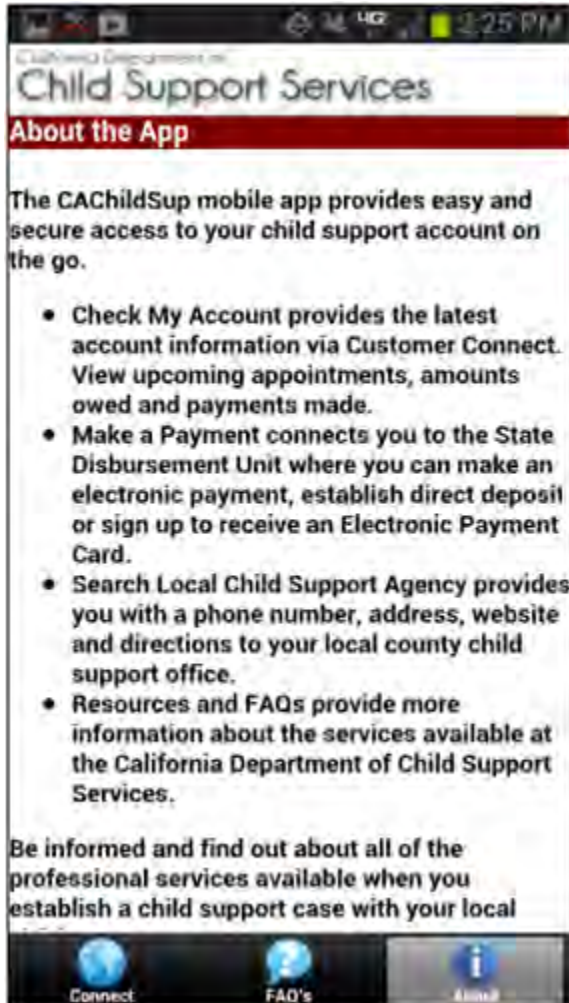 4G 2:25 PM
California Department of
Child Support Services
About the App
The CAChildSup mobile app provides easy and
secure access to your child support account on
the go.
• Check My Account provides the latest
account information via Customer Connect.
View upcoming appointments, amounts
owed and payments made.
• Make a Payment connects you to the State
Disbursement Unit where you can make an
electronic payment, establish direct deposit
or sign up to receive an Electronic Payment
Card.
• Search Local Child Support Agency provides
you with a phone number, address, website
and directions to your local county child
support office.
• Resources and FAQs provide more
information about the services available at
the California Department of Child Support
Services.
Be informed and find out about all of the
professional services available when you
establish a child support case with your local
Connect FAQ's About